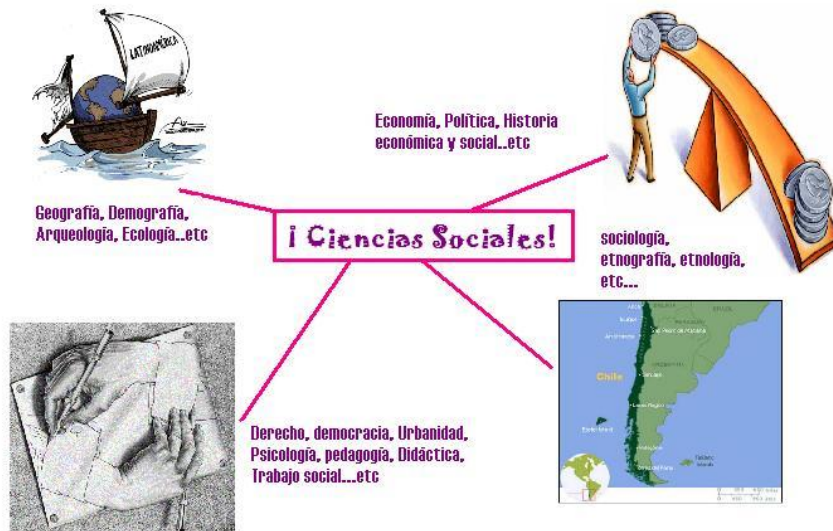 LATINOAMÉRICA
Economía, Política, Historia
económica y social..etc
Geografía, Demografía,
Arqueología, Ecología..etc
¡ Ciencias Sociales!
sociología,
etnografía, etnología,
etc...
Chile
Derecho, democracia, Urbanidad,
Psicología, pedagogía, Didáctica,
Trabajo social...etc